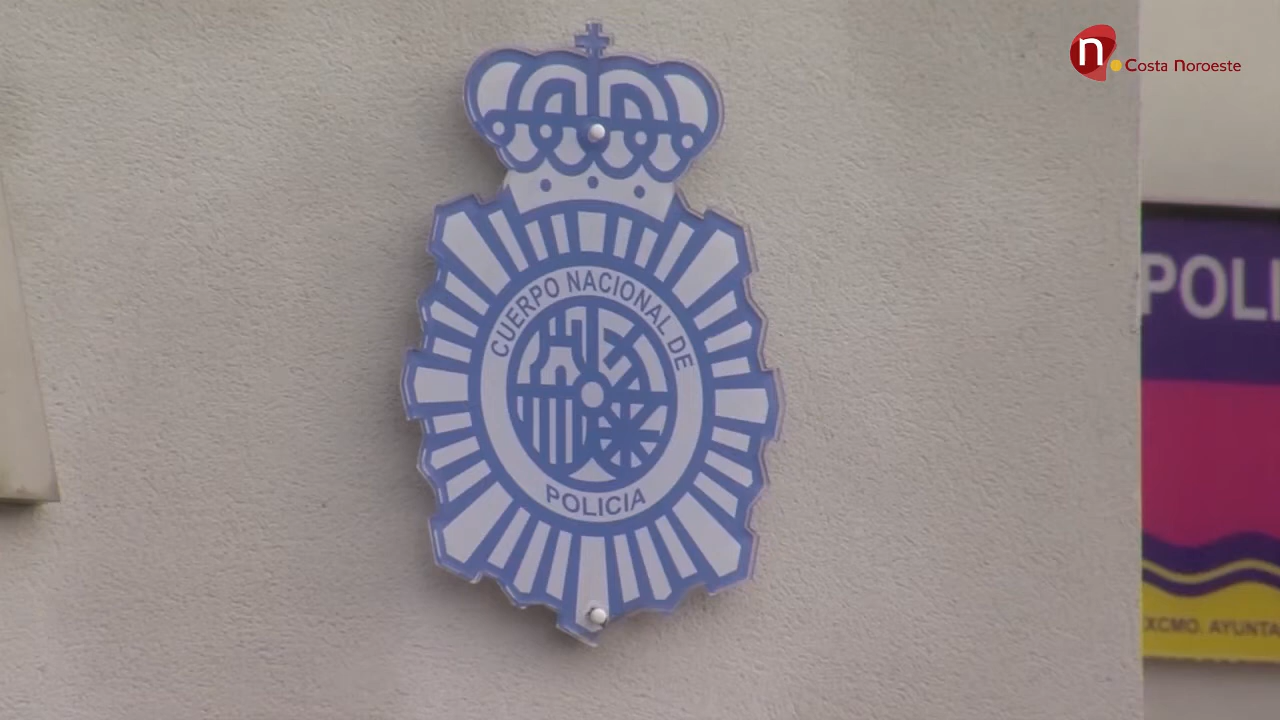 n
Costa Noroeste
CUERPO NACIONAL DE
POLICIA
POLI
XCMO. AYUNTA